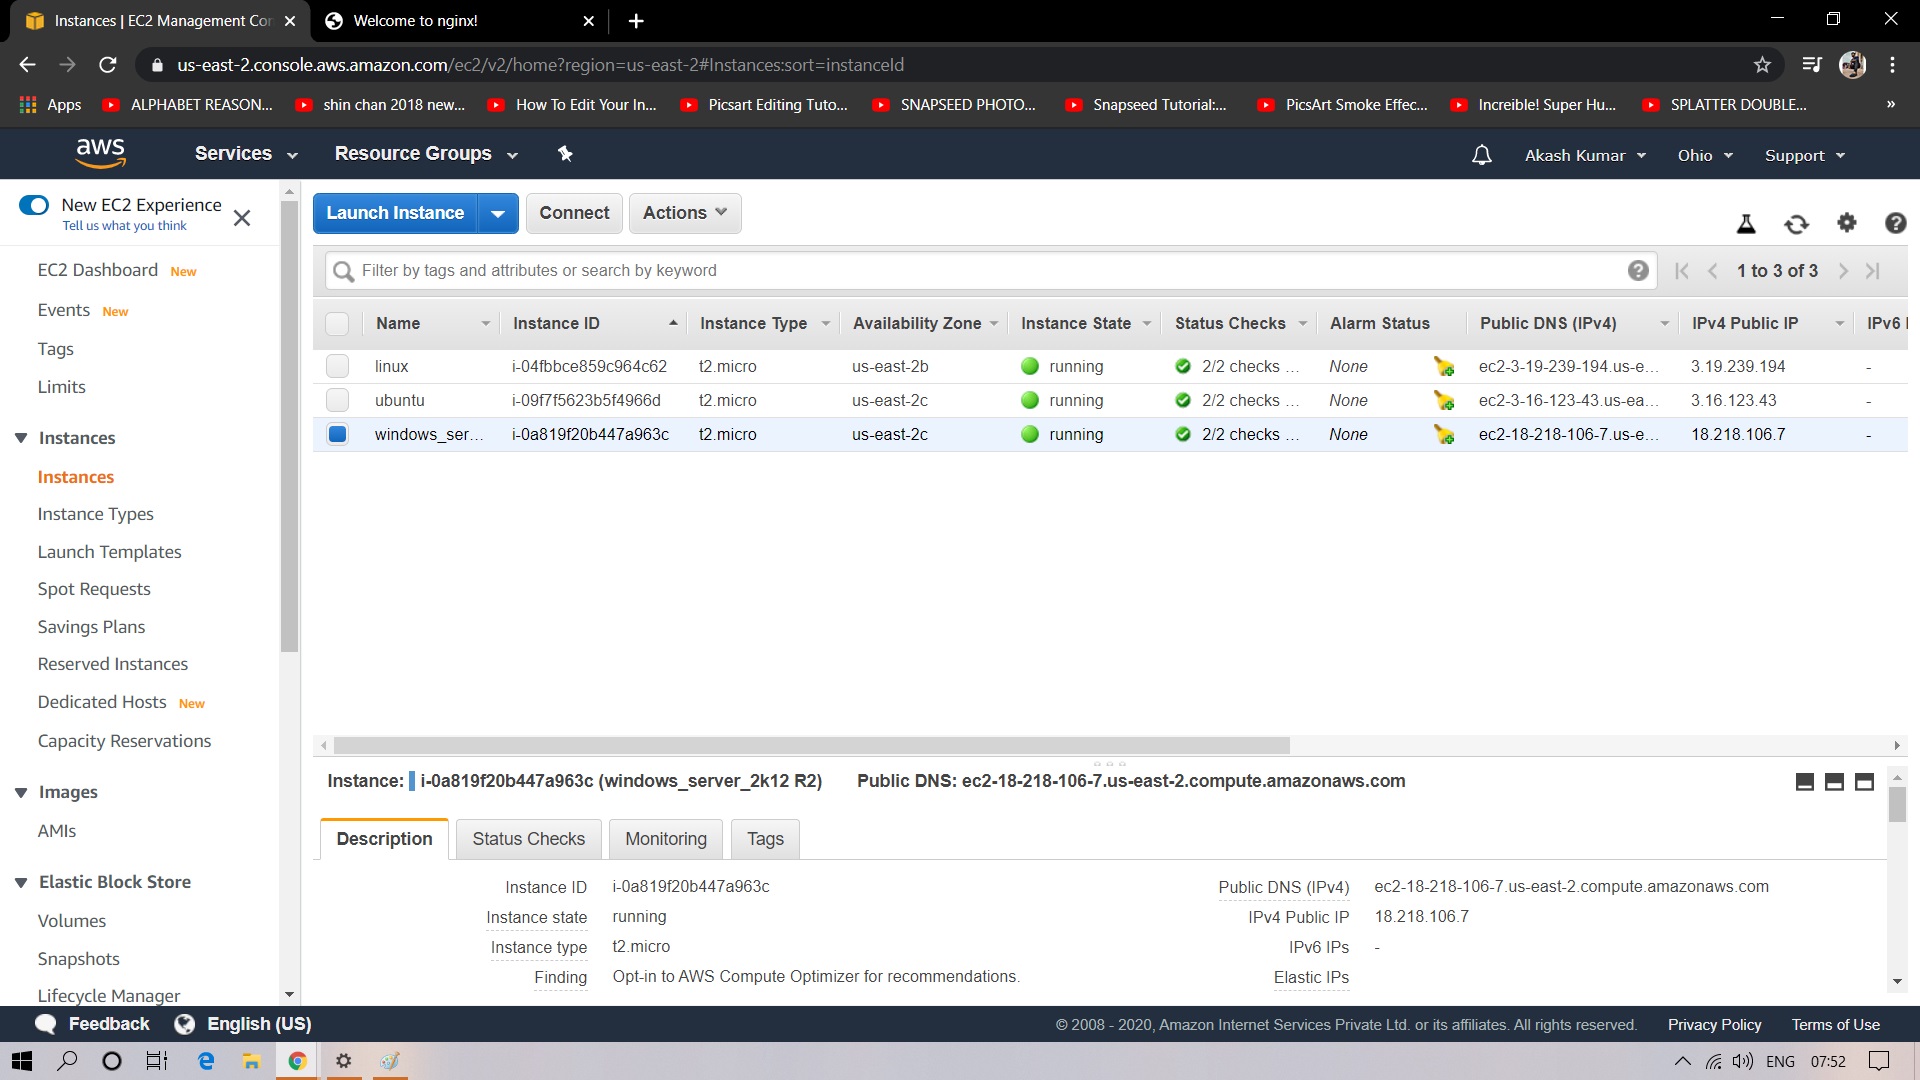 Instances | EC2 Management Con
Welcome to nginx!
us-east-2.console.aws.amazon.com/ec2/v2/home?region=us-east-2#Instances:sort=instanceId
Apps ALPHABET REASON... shin chan 2018 new... How To Edit Your In... Picsart Editing Tuto... SNAPSEED PHOTO... Snapseed Tutorial:... PicsArt Smoke Effec... Increible! Super Hu... SPLATTER DOUBLE... »
aws Services Resource Groups Akash Kumar Ohio Support
New EC2 Experience
Tell us what you think
EC2 Dashboard New
Events New
Tags
Limits
Instances
Instances
Instance Types
Launch Templates
Spot Requests
Savings Plans
Reserved Instances
Dedicated Hosts New
Capacity Reservations
Images
AMIs
Elastic Block Store
Volumes
Snapshots
Lifecycle Manager
Launch Instance Connect Actions
Filter by tags and attributes or search by keyword
1 to 3 of 3
Name Instance ID Instance Type Availability Zone Instance State Status Checks Alarm Status Public DNS (IPv4) IPv4 Public IP IPv6 I
linux i-04fbbce859c964c62 t2.micro us-east-2b running 2/2 checks ... None ec2-3-19-239-194.us-e... 3.19.239.194 -
ubuntu i-09f7f5623b5f4966d t2.micro us-east-2c running 2/2 checks ... None ec2-3-16-123-43.us-ea... 3.16.123.43 -
windows_ser... i-0a819f20b447a963c t2.micro us-east-2c running 2/2 checks ... None ec2-18-218-106-7.us-e... 18.218.106.7 -
Instance: i-0a819f20b447a963c (windows_server_2k12 R2) Public DNS: ec2-18-218-106-7.us-east-2.compute.amazonaws.com
Description Status Checks Monitoring Tags
Instance ID i-0a819f20b447a963c Public DNS (IPv4) ec2-18-218-106-7.us-east-2.compute.amazonaws.com
Instance state running IPv4 Public IP 18.218.106.7
Instance type t2.micro IPv6 IPs -
Finding Opt-in to AWS Compute Optimizer for recommendations. Elastic IPs
Feedback English (US) © 2008 - 2020, Amazon Internet Services Private Ltd. or its affiliates. All rights reserved. Privacy Policy Terms of Use
ENG 07:52